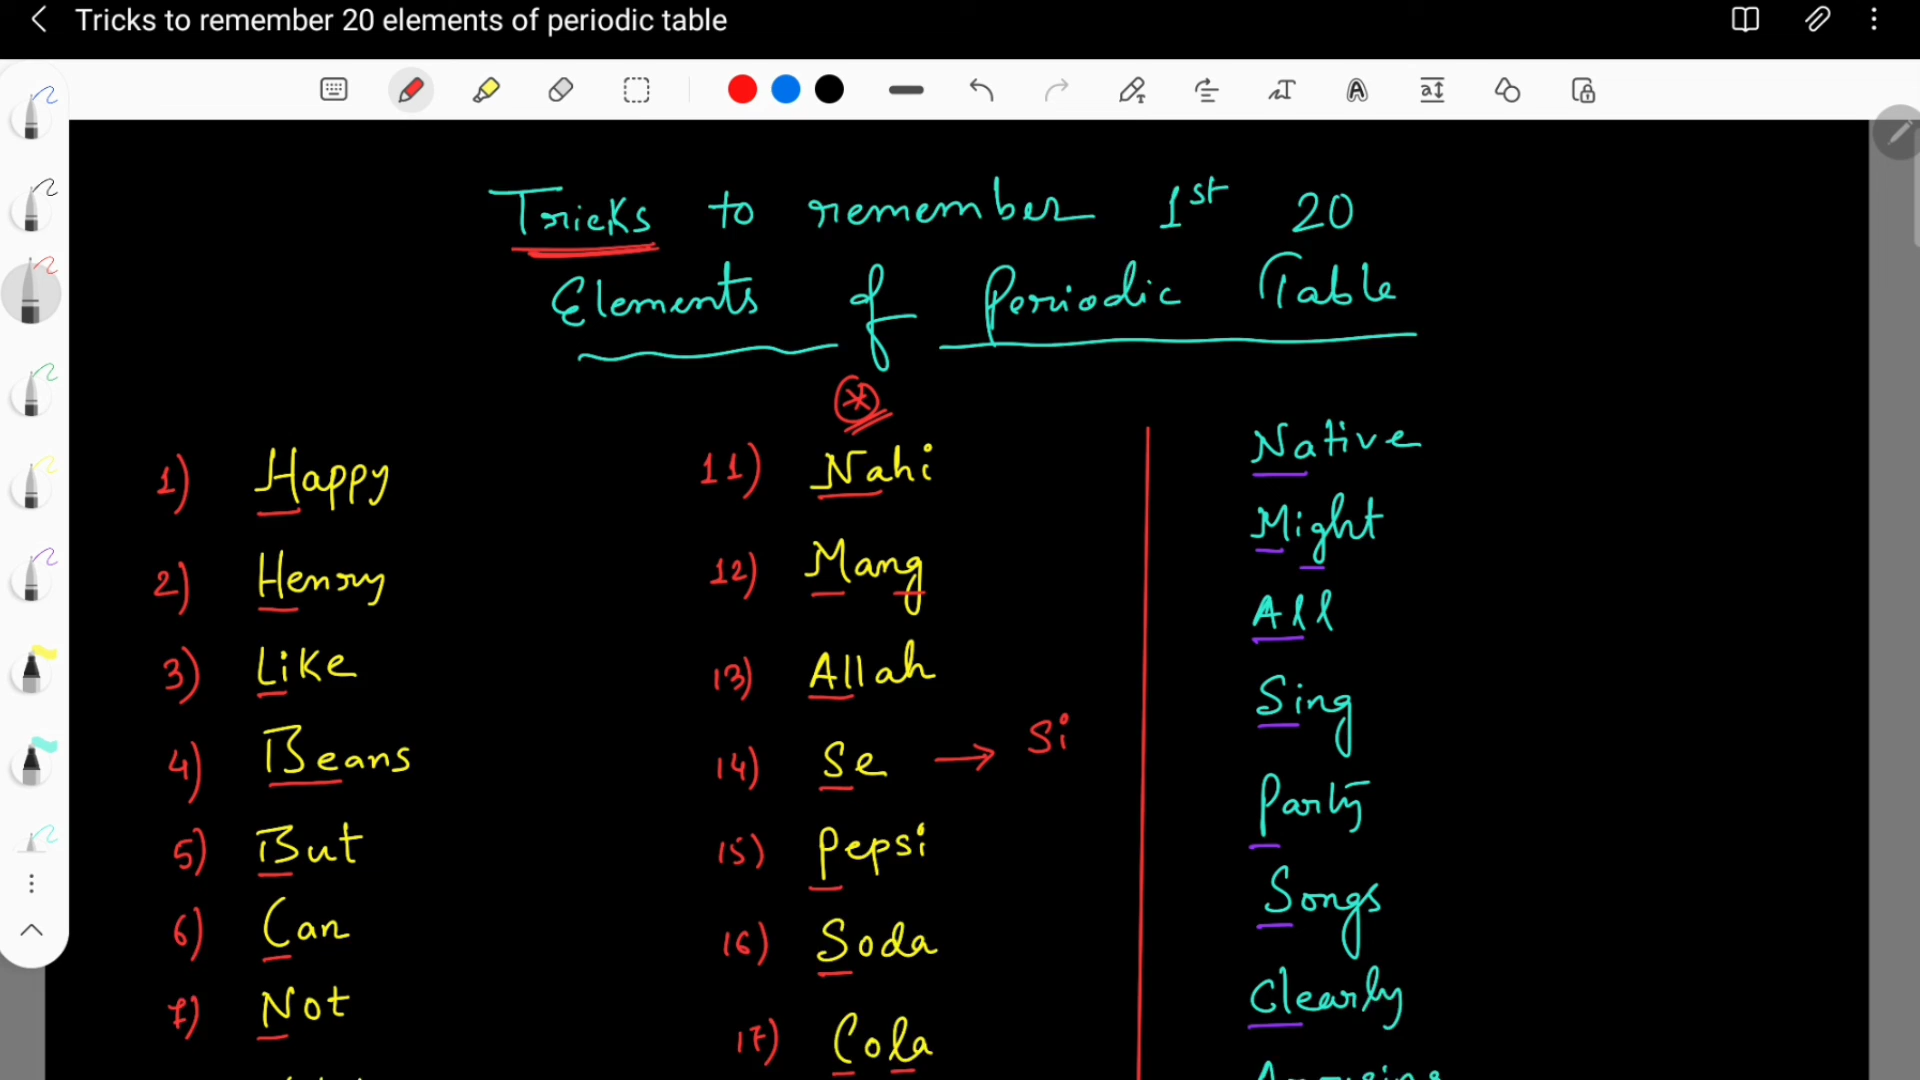 Tricks to remember 20 elements of periodic table
Tricks to remember 1st 20
Elements of Periodic Table
1) Happy
2) Henry
3) Like
4) Beans
5) But
6) Can
7) Not
11) Nahi
12) Mang
13) Allah
14) Se → Si
15) Pepsi
16) Soda
17) Cola
Native
Might
All
Sing
Party
Songs
Clearly